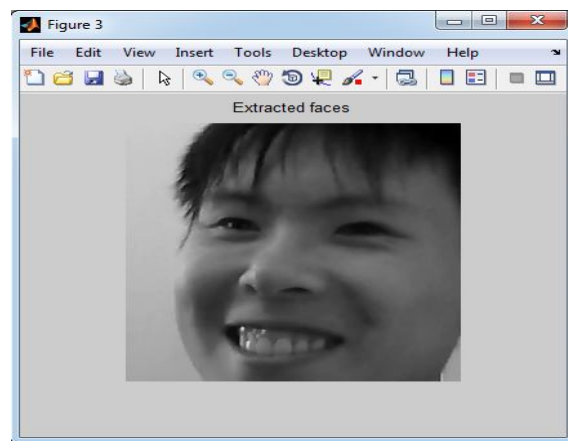 Figure 3
File Edit View Insert Tools Desktop Window Help
Extracted faces